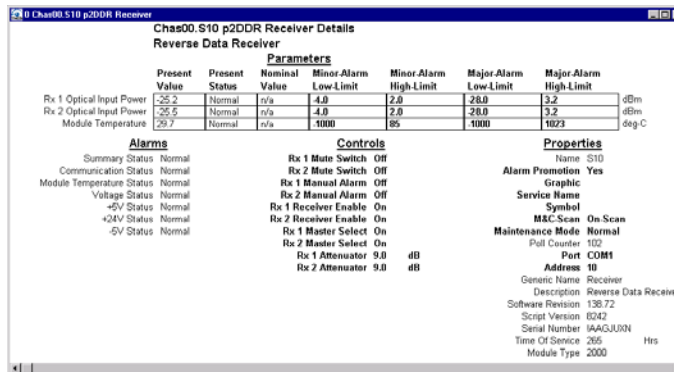 0 Chas00.S10 p2DDR Receiver
Chas00.S10 p2DDR Receiver Details
Reverse Data Receiver
Parameters
Present Value Present Status Nominal Value Minor-Alarm Low-Limit Minor-Alarm High-Limit Major-Alarm Low-Limit Major-Alarm High-Limit
Rx 1 Optical Input Power -25.2 Normal n/a -4.0 2.0 -28.0 3.2 dBm
Rx 2 Optical Input Power -25.5 Normal n/a -4.0 2.0 -28.0 3.2 dBm
Module Temperature 29.7 Normal n/a -1000 85 -1000 1023 deg-C
Alarms
Summary Status Normal
Communication Status Normal
Module Temperature Status Normal
Voltage Status Normal
+5V Status Normal
+24V Status Normal
-5V Status Normal
Controls
Rx 1 Mute Switch Off
Rx 2 Mute Switch Off
Rx 1 Manual Alarm Off
Rx 2 Manual Alarm Off
Rx 1 Receiver Enable On
Rx 2 Receiver Enable On
Rx 1 Master Select On
Rx 2 Master Select On
Rx 1 Attenuator 9.0 dB
Rx 2 Attenuator 9.0 dB
Properties
Name S10
Alarm Promotion Yes
Graphic
Service Name
Symbol
M&C-Scan On-Scan
Maintenance Mode Normal
Poll Counter 102
Port COM1
Address 10
Generic Name Receiver
Description Reverse Data Receive
Software Revision 138.72
Script Version 8242
Serial Number IAAGJUXN
Time Of Service 265 Hrs
Module Type 2000